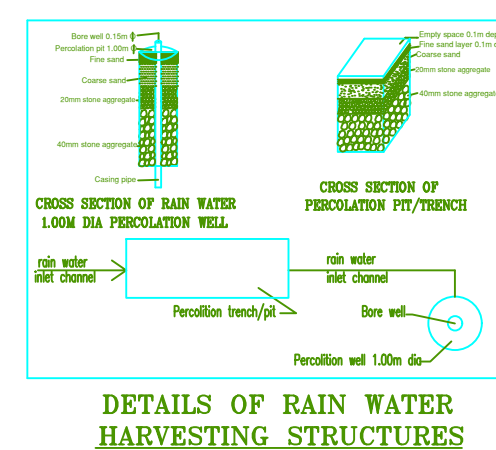 Bore well 0.15m ϕ
Percolation pit 1.00m ϕ
Fine sand
Coarse sand
20mm stone aggregate
40mm stone aggregate
Casing pipe
CROSS SECTION OF RAIN WATER
1.00M DIA PERCOLATION WELL
Empty space 0.1m
Fine sand layer 0.1m
Coarse sand
20mm stone aggregate
40mm stone aggregate
CROSS SECTION OF
PERCOLATION PIT/TRENCH
rain water
inlet channel
Percolition trench/pit
rain water
inlet channel
Bore well
Percolition well 1.00m dia
DETAILS OF RAIN WATER
HARVESTING STRUCTURES